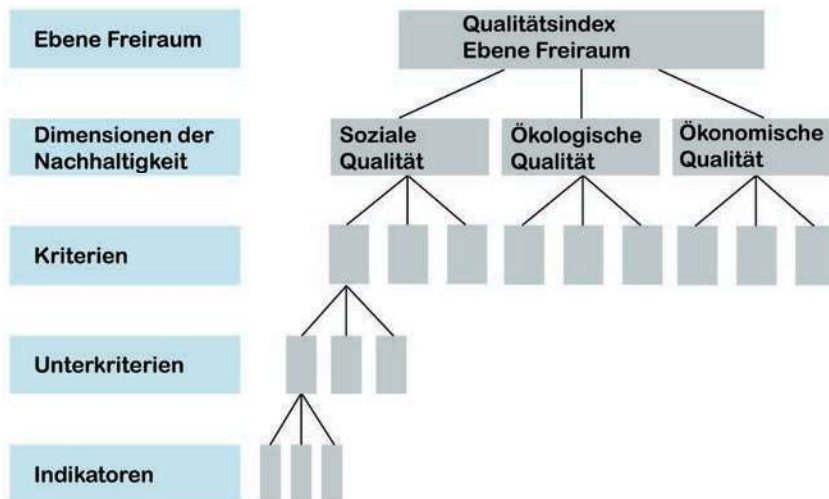 Ebene Freiraum
Qualitätsindex
Ebene Freiraum
Dimensionen der
Nachhaltigkeit
Soziale
Qualität
Ökologische
Qualität
Ökonomische
Qualität
Kriterien
Unterkriterien
Indikatoren